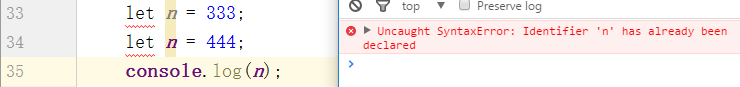 33 let n = 333;
34 let n = 444;
35 console.log(n);
top Preserve log
Uncaught SyntaxError: Identifier 'n' has already been
declared